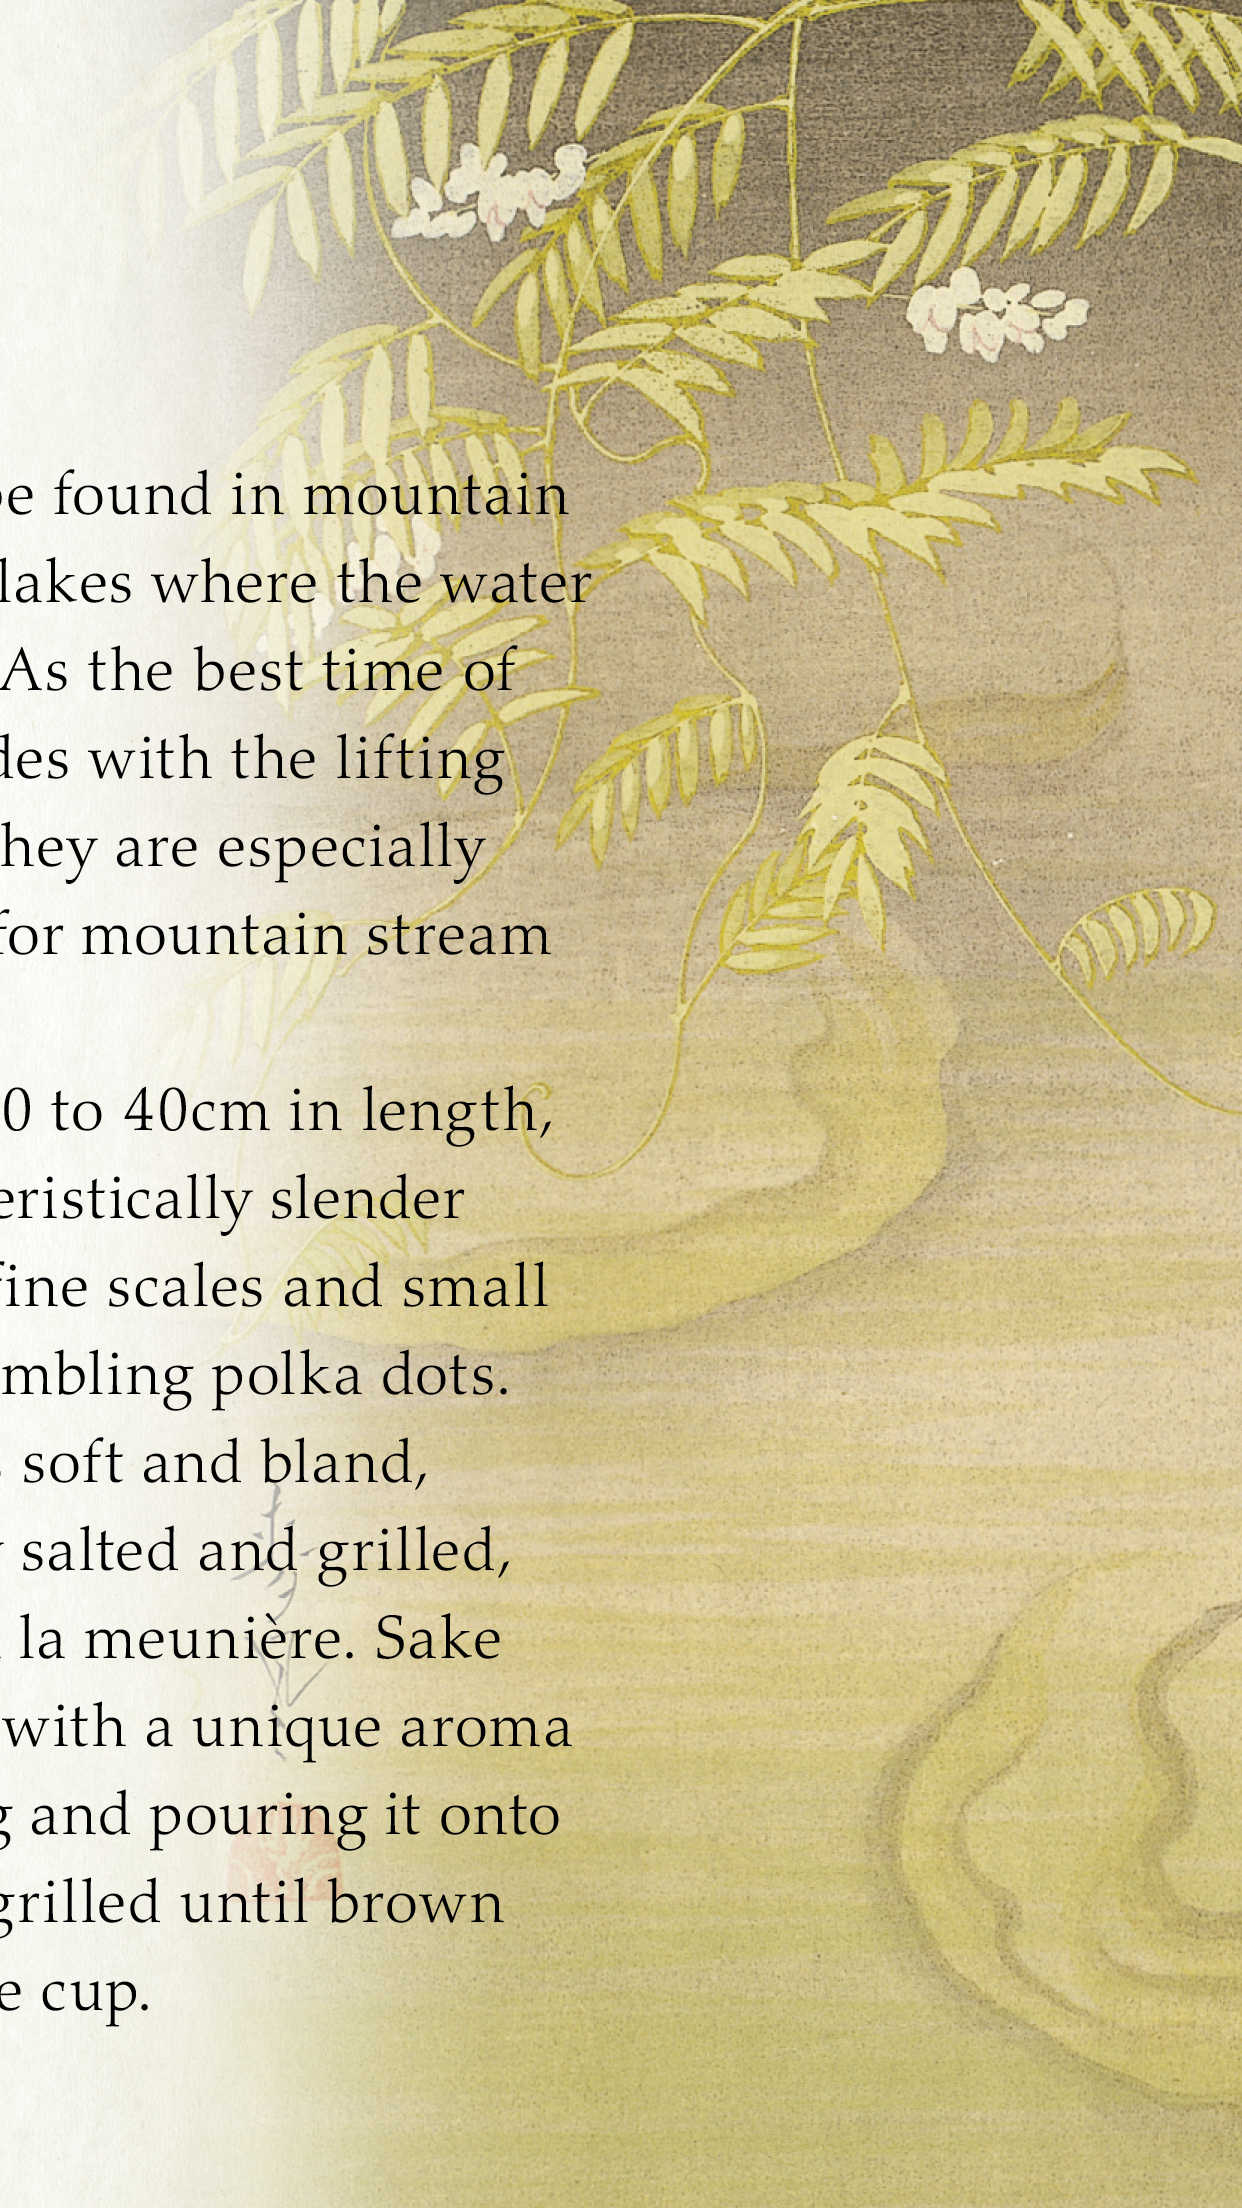 be found in mountain
lakes where the water
As the best time of
des with the lifting
hey are especially
for mountain stream
0 to 40cm in length,
eristically slender
fine scales and small
mbling polka dots.
soft and bland,
salted and grilled,
la meunière. Sake
with a unique aroma
g and pouring it onto
grilled until brown
e cup.